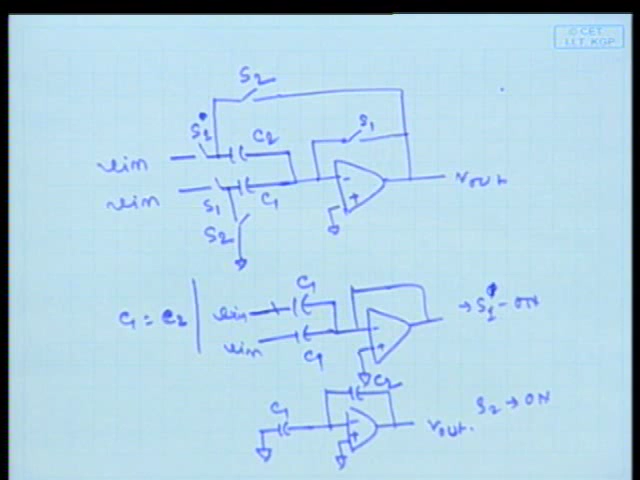 © CET
I.I.T. KGP
S2
S1
C2
S1
vin
vin
C1
S1
S2
- +
vout
C1 = C2
C1
vin
vin
C1
- +
→ S1 - ON
C2
C1
- +
vout. S2 → ON